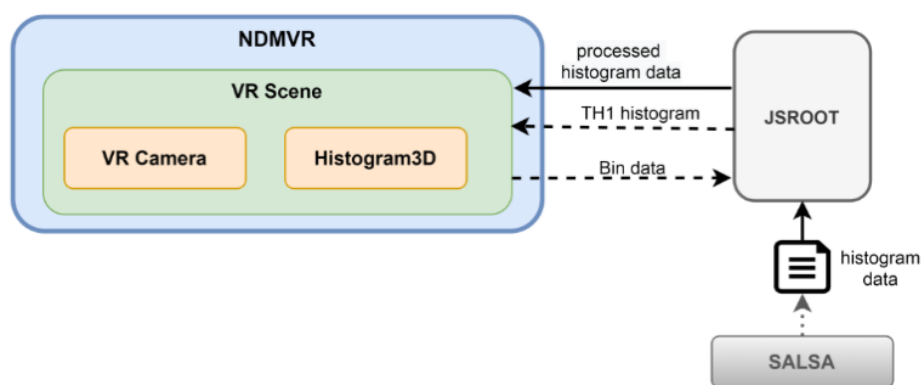 NDMVR
VR Scene
VR Camera
Histogram3D
processed
histogram data
TH1 histogram
Bin data
JSROOT
histogram
data
SALSA